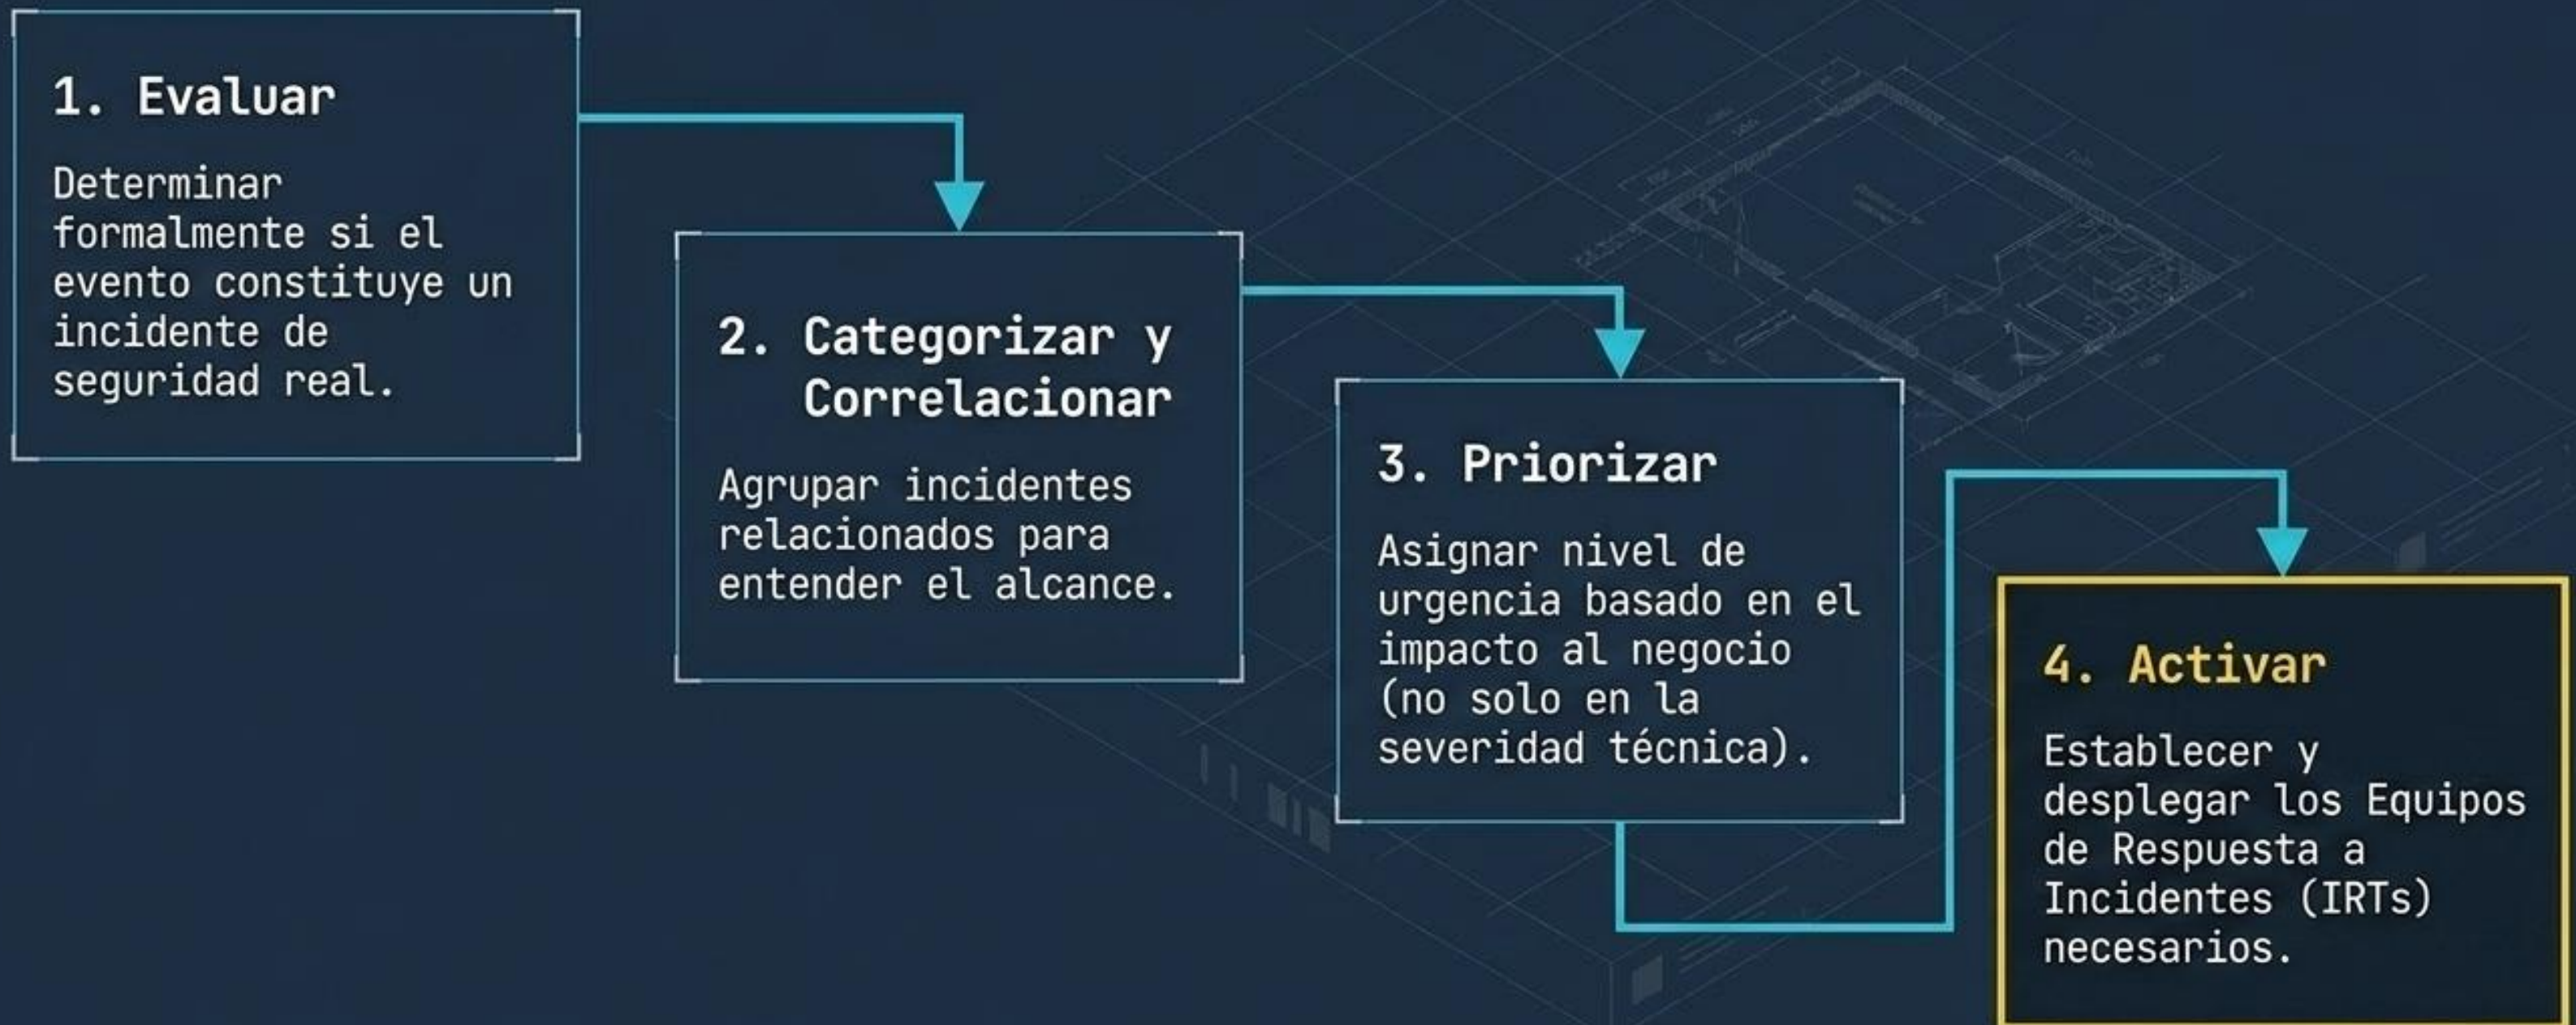 1. Evaluar
Determinar
formalmente si el
evento constituye un
incidente de
seguridad real.
2. Categorizar y
Correlacionar
Agrupar incidentes
relacionados para
entender el alcance.
3. Priorizar
Asignar nivel de
urgencia basado en el
impacto al negocio
(no solo en la
severidad técnica).
4. Activar
Establecer y
desplegar los Equipos
de Respuesta a
Incidentes (IRTs)
necesarios.